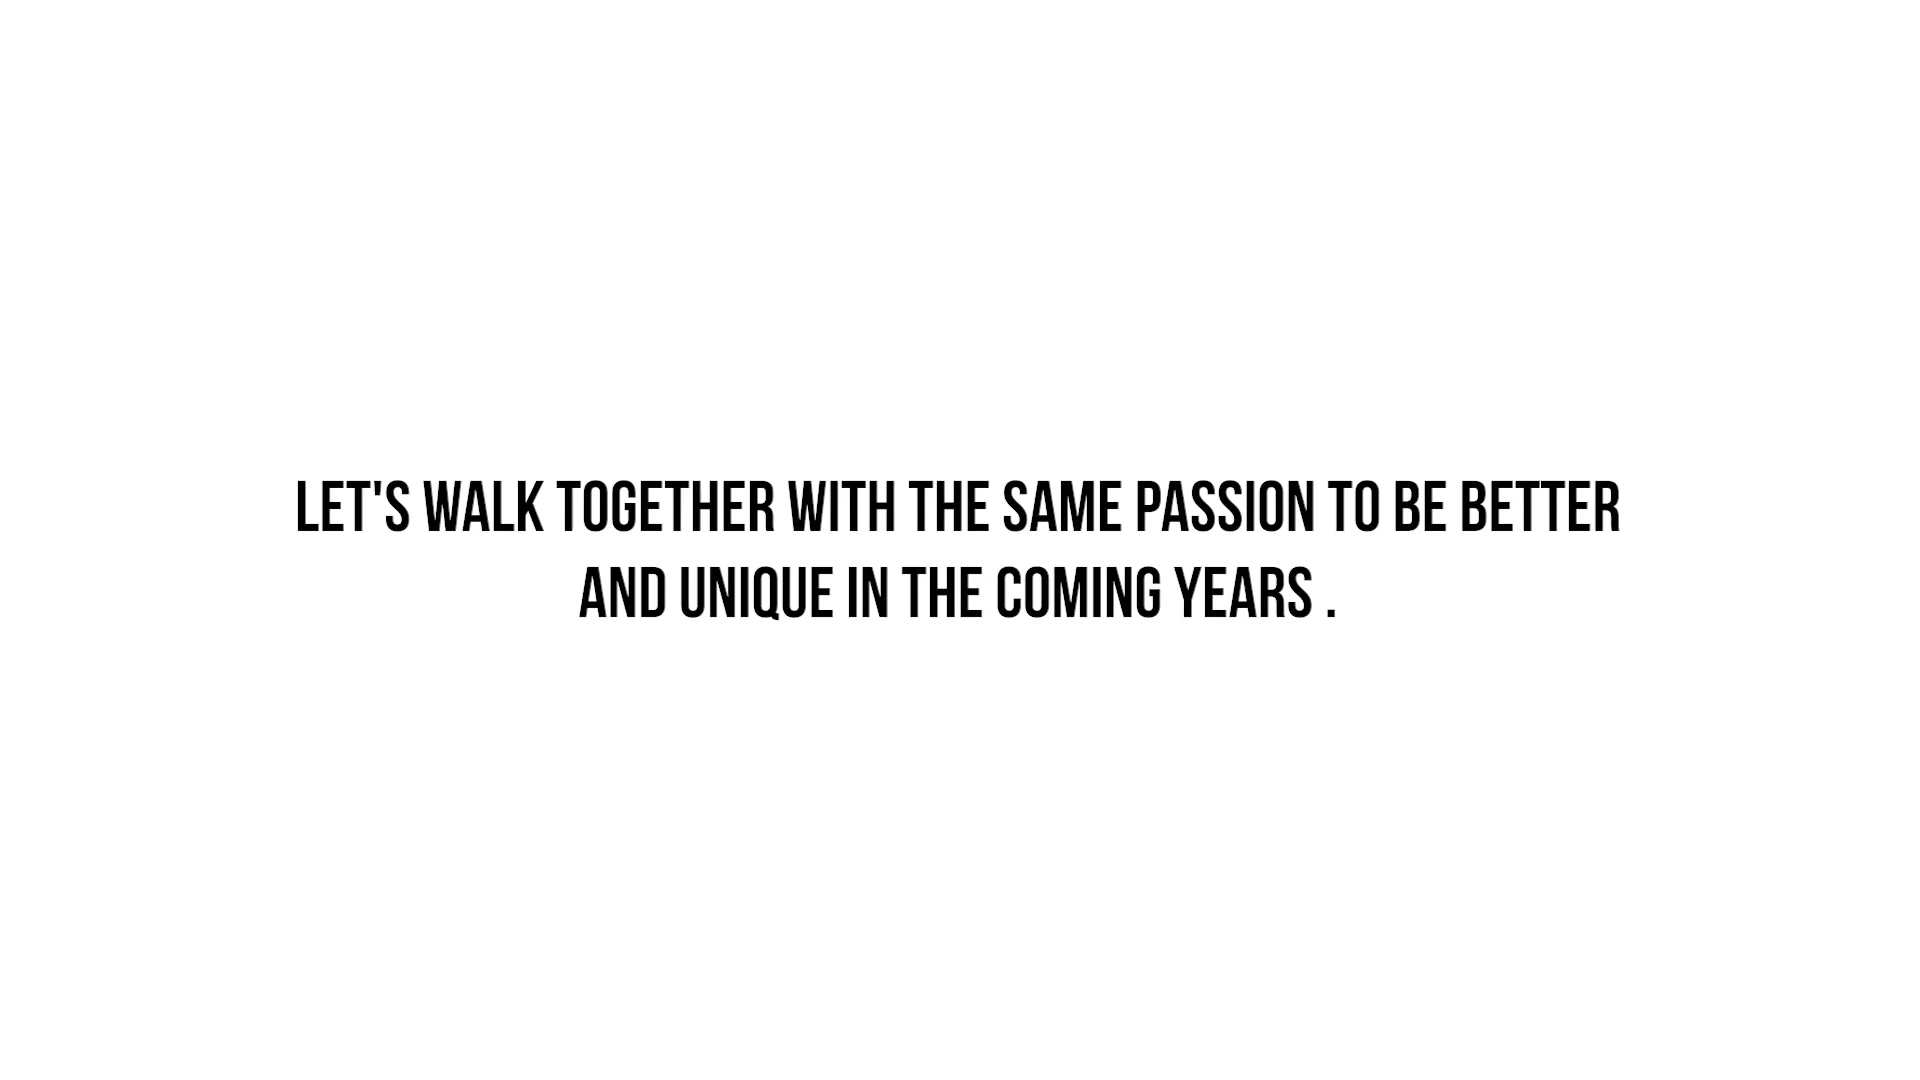 LET'S WALK TOGETHER WITH THE SAME PASSION TO BE BETTER
AND UNIQUE IN THE COMING YEARS .